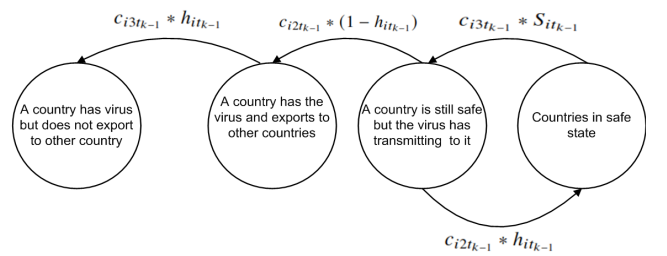 c_{i3t_{k-1}} * h_{it_{k-1}}
c_{i2t_{k-1}} * (1 − h_{it_{k-1}})
c_{i3t_{k-1}} * S_{it_{k-1}}
A country has virus
but does not export
to other country
A country has the
virus and exports to
other countries
A country is still safe
but the virus has
transmitting to it
Countries in safe
state
c_{i2t_{k-1}} * h_{it_{k-1}}